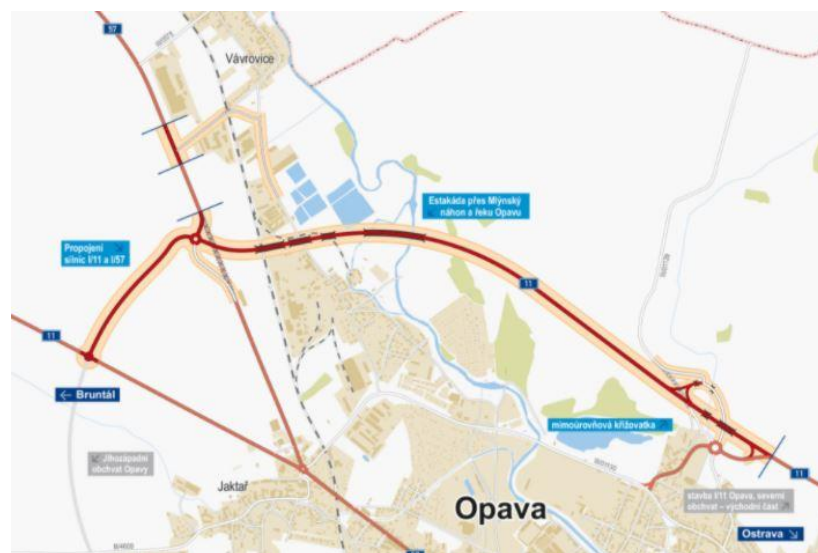 57
Vávrovice
Estakáda přes Mlýnský
náhon a řeku Opavu
Propojení
silnic I/11 a I/57
11
11
← Bruntál
mimoúrovňová křižovatka
Jihozápadní
obchvat Opavy
11
Jaktař
Opava
stavba I/11 Opava, severní
obchvat – východní část
Ostrava